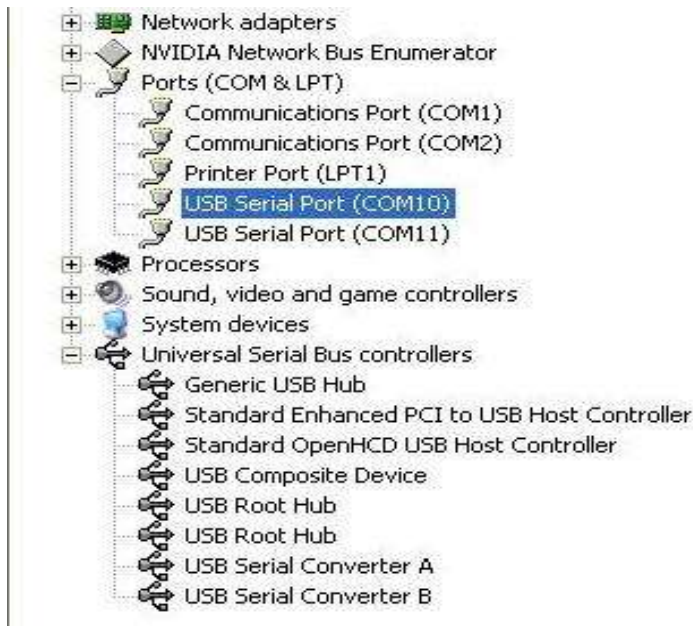 Network adapters
NVIDIA Network Bus Enumerator
Ports (COM & LPT)
Communications Port (COM1)
Communications Port (COM2)
Printer Port (LPT1)
USB Serial Port (COM10)
USB Serial Port (COM11)
Processors
Sound, video and game controllers
System devices
Universal Serial Bus controllers
Generic USB Hub
Standard Enhanced PCI to USB Host Controller
Standard OpenHCD USB Host Controller
USB Composite Device
USB Root Hub
USB Root Hub
USB Serial Converter A
USB Serial Converter B